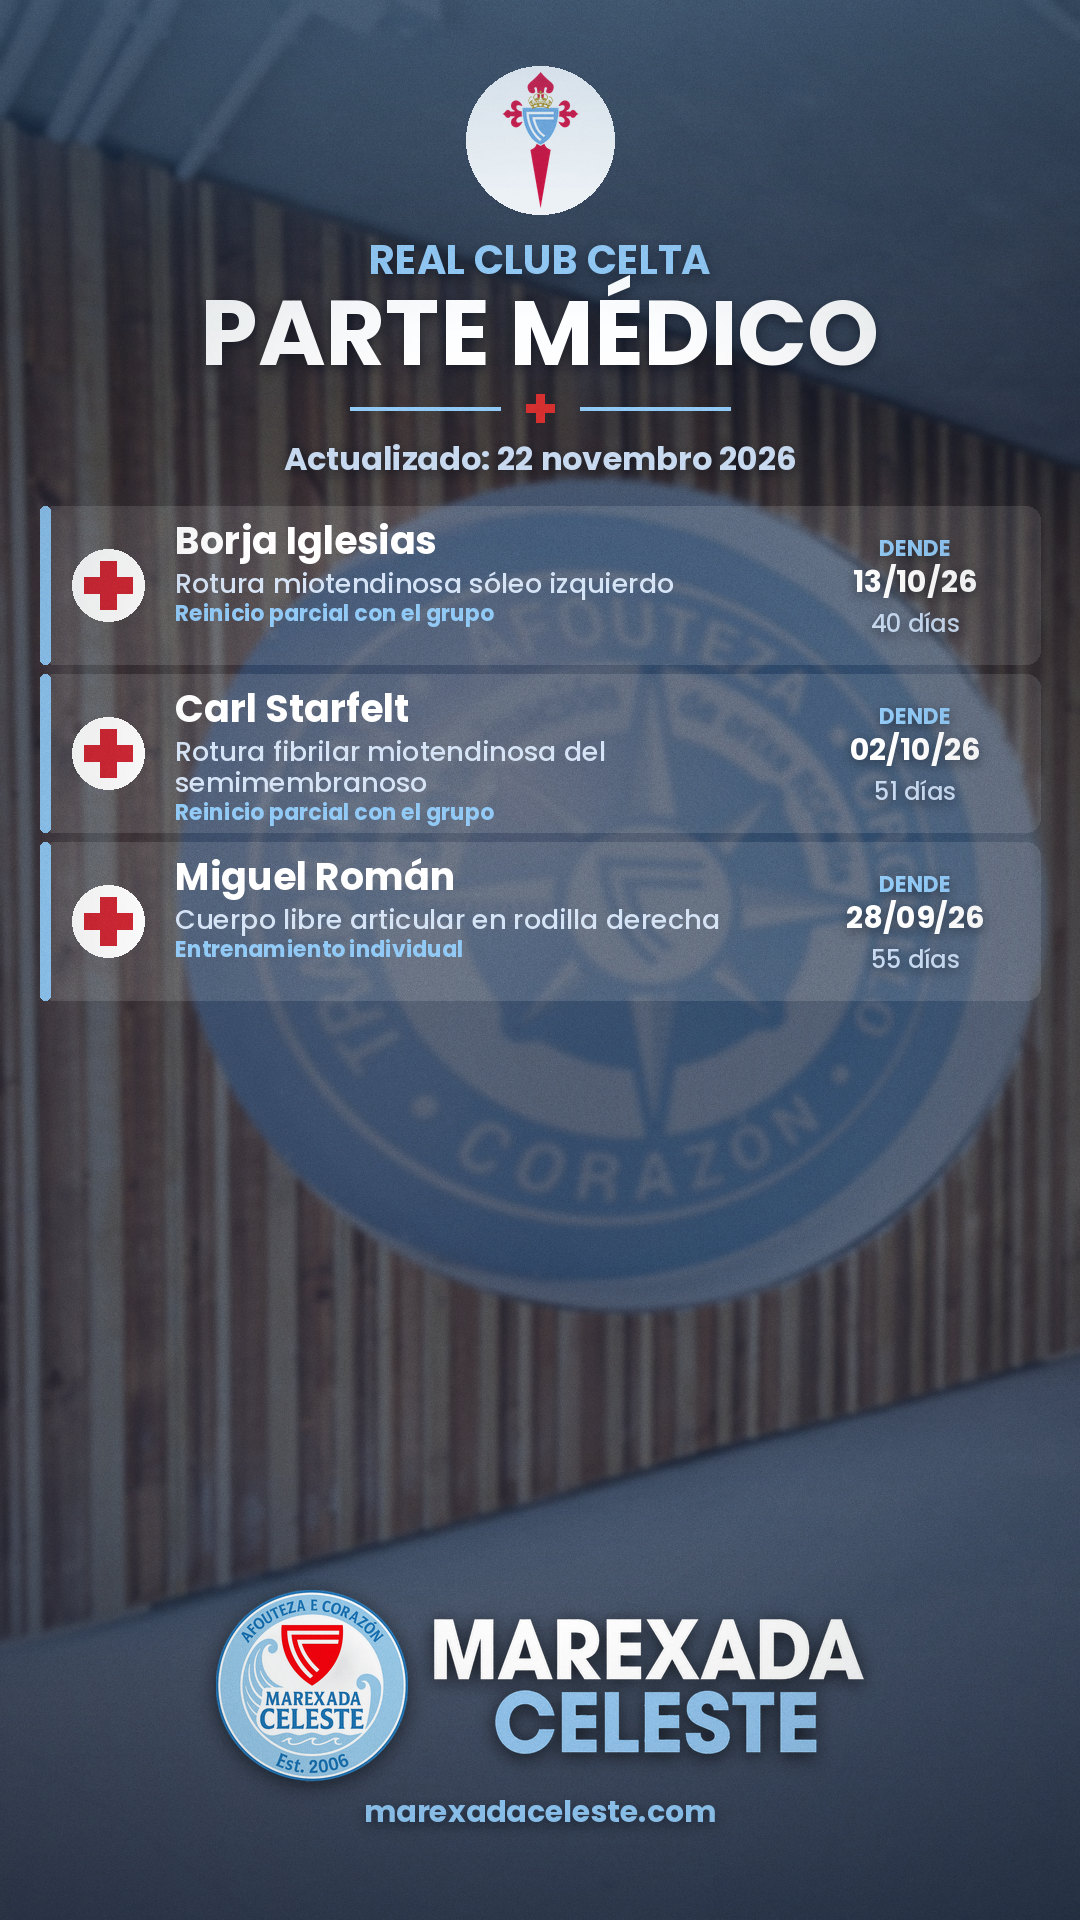 REAL CLUB CELTA
PARTE MÉDICO
Actualizado: 22 novembro 2026
Borja Iglesias
Rotura miotendinosa sóleo izquierdo
Reinicio parcial con el grupo
DENDE
13/10/26
40 días
Carl Starfelt
Rotura fibrilar miotendinosa del
semimembranoso
Reinicio parcial con el grupo
DENDE
02/10/26
51 días
Miguel Román
Cuerpo libre articular en rodilla derecha
Entrenamiento individual
DENDE
28/09/26
55 días
AFOUTEZA
CORAZÓN
AFOUTEZA E CORAZÓN
MAREXADA
CELESTE
Est. 2006
MAREXADA
CELESTE
marexadaceleste.com